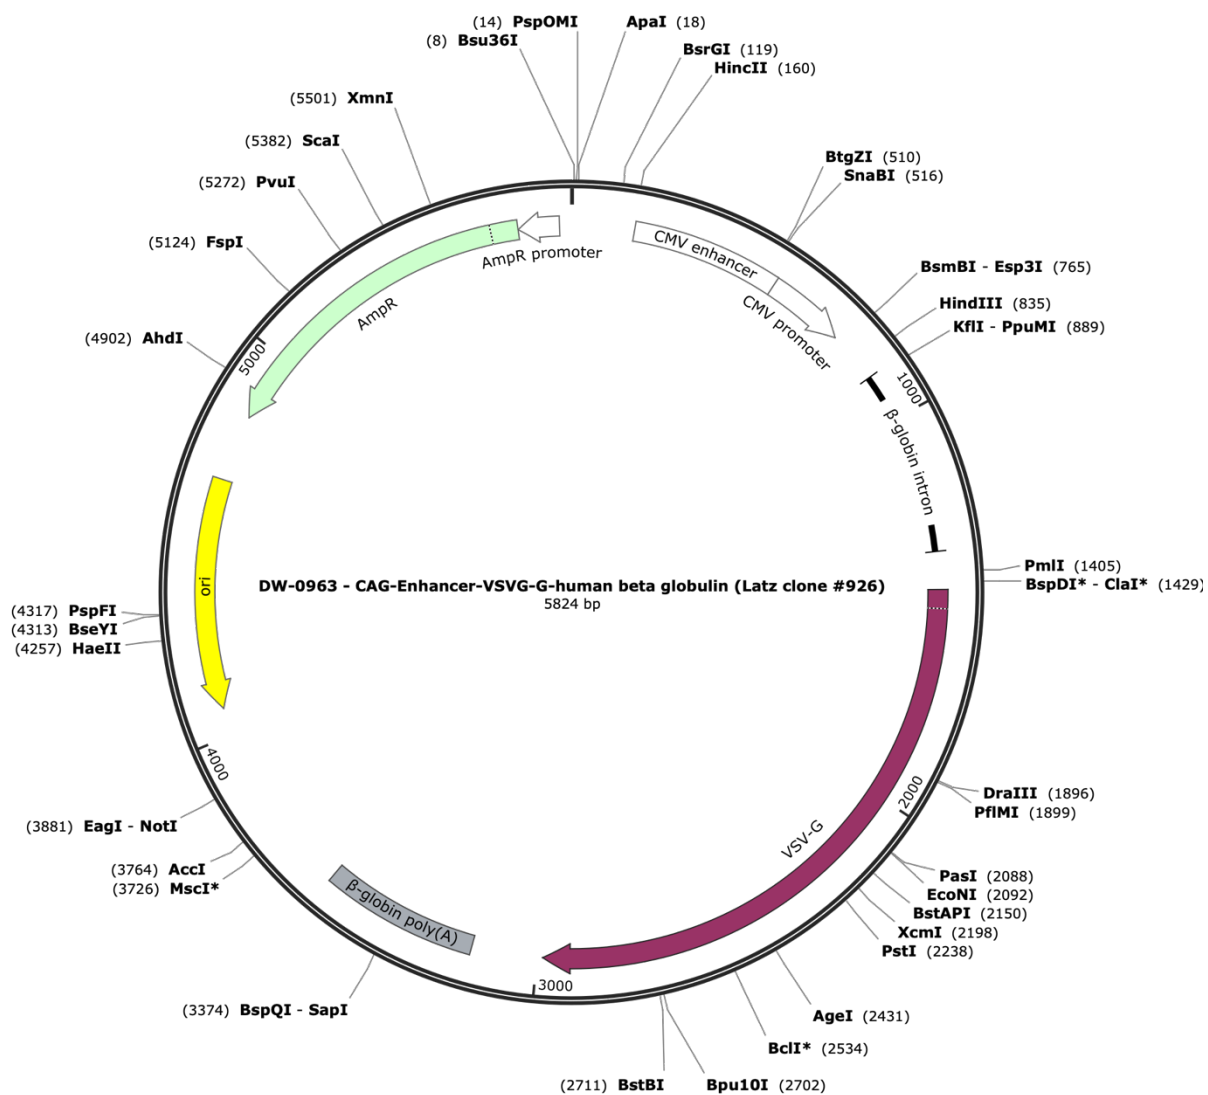 (14) PspOMI
ApaI (18)
(8) Bsu36I
BsrGI (119)
HincII (160)
(5501) XmnI
(5382) ScaI
BtgZI (510)
SnaBI (516)
(5272) PvuI
(5124) FspI
AmpR promoter
CMV enhancer
CMV promoter
BsmBI - Esp3I (765)
HindIII (835)
KflI - PpuMI (889)
AmpR
(4902) AhdI
5000
1000
β-globin intron
PmlI (1405)
BspDI* - ClaI* (1429)
DW-0963 - CAG-Enhancer-VSVG-G-human beta globulin (Latz clone #926)
5824 bp
ori
(4317) PspFI
(4313) BseYI
(4257) HaeII
4000
2000
DraIII (1896)
PflMI (1899)
(3881) EagI - NotI
VSV-G
(3764) AccI
(3726) MscI*
β-globin poly(A)
PasI (2088)
EcoNI (2092)
BstAPI (2150)
XcmI (2198)
PstI (2238)
3000
(3374) BspQI - SapI
AgeI (2431)
BclI* (2534)
(2711) BstBI
Bpu10I (2702)